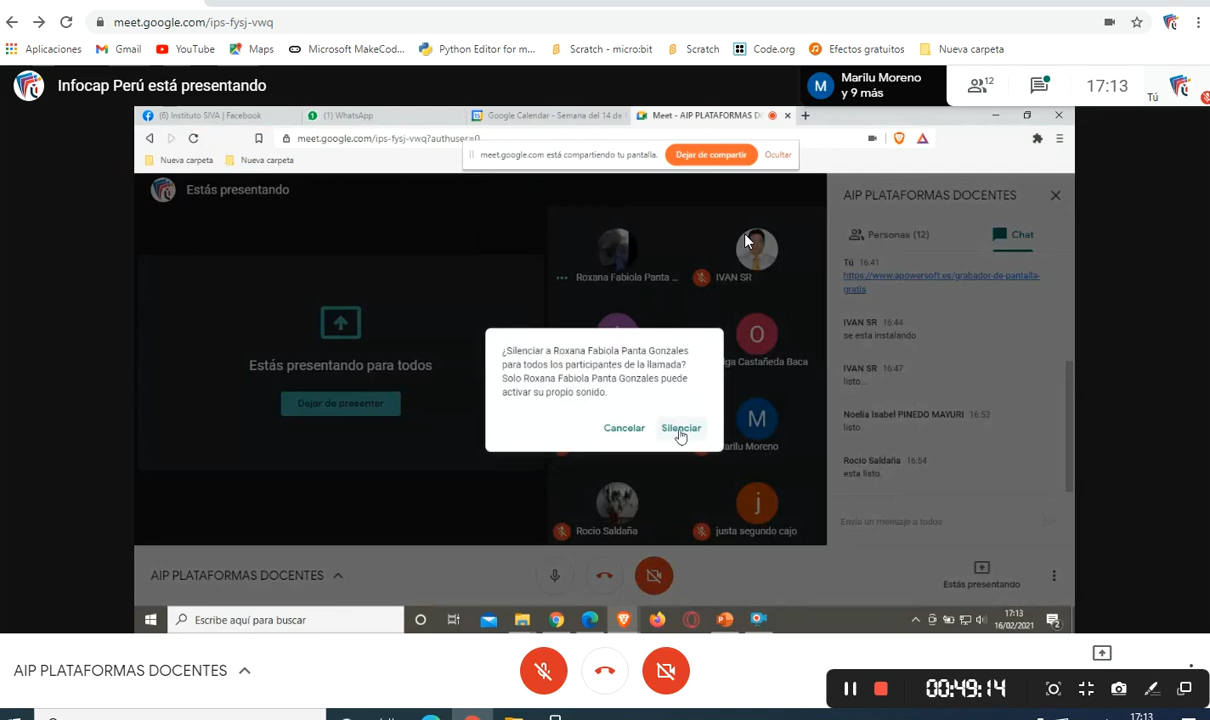 meet.google.com/ips-fysj-vwq
Aplicaciones
Gmail
YouTube
Maps
Microsoft MakeCod...
Python Editor for m...
Scratch - micro:bit
Scratch
Code.org
Efectos gratuitos
Nueva carpeta
Infocap Perú está presentando
M
Marilu Moreno
y 9 más
12
17:13
Tú
(6) Instituto SIVA | Facebook
(1) WhatsApp
Google Calendar - Semana del 14 de
Meet - AIP PLATAFORMAS D
meet.google.com/ips-fysj-vwq?authuser=0
Nueva carpeta
Nueva carpeta
meet.google.com está compartiendo tu pantalla.
Dejar de compartir
Ocultar
Estás presentando
Estás presentando para todos
Dejar de presentar
Roxana Fabiola Panta ...
IVAN SR
O
lga Castañeda Baca
M
arilu Moreno
Rocio Saldaña
j
justa segundo cajo
¿Silenciar a Roxana Fabiola Panta Gonzales
para todos los participantes de la llamada?
Solo Roxana Fabiola Panta Gonzales puede
activar su propio sonido.
Cancelar
Silenciar
AIP PLATAFORMAS DOCENTES
Personas (12)
Chat
Tú 16:41
https://www.apowersoft.es/grabador-de-pantalla-
gratis
IVAN SR 16:44
se esta instalando
IVAN SR 16:47
listo...
Noelia Isabel PINEDO MAYURI 16:53
listo.
Rocio Saldaña 16:54
esta listo.
Envía un mensaje a todos
AIP PLATAFORMAS DOCENTES
Estás presentando
Escribe aquí para buscar
17:13
16/02/2021
2
AIP PLATAFORMAS DOCENTES
00:49:14
17:13